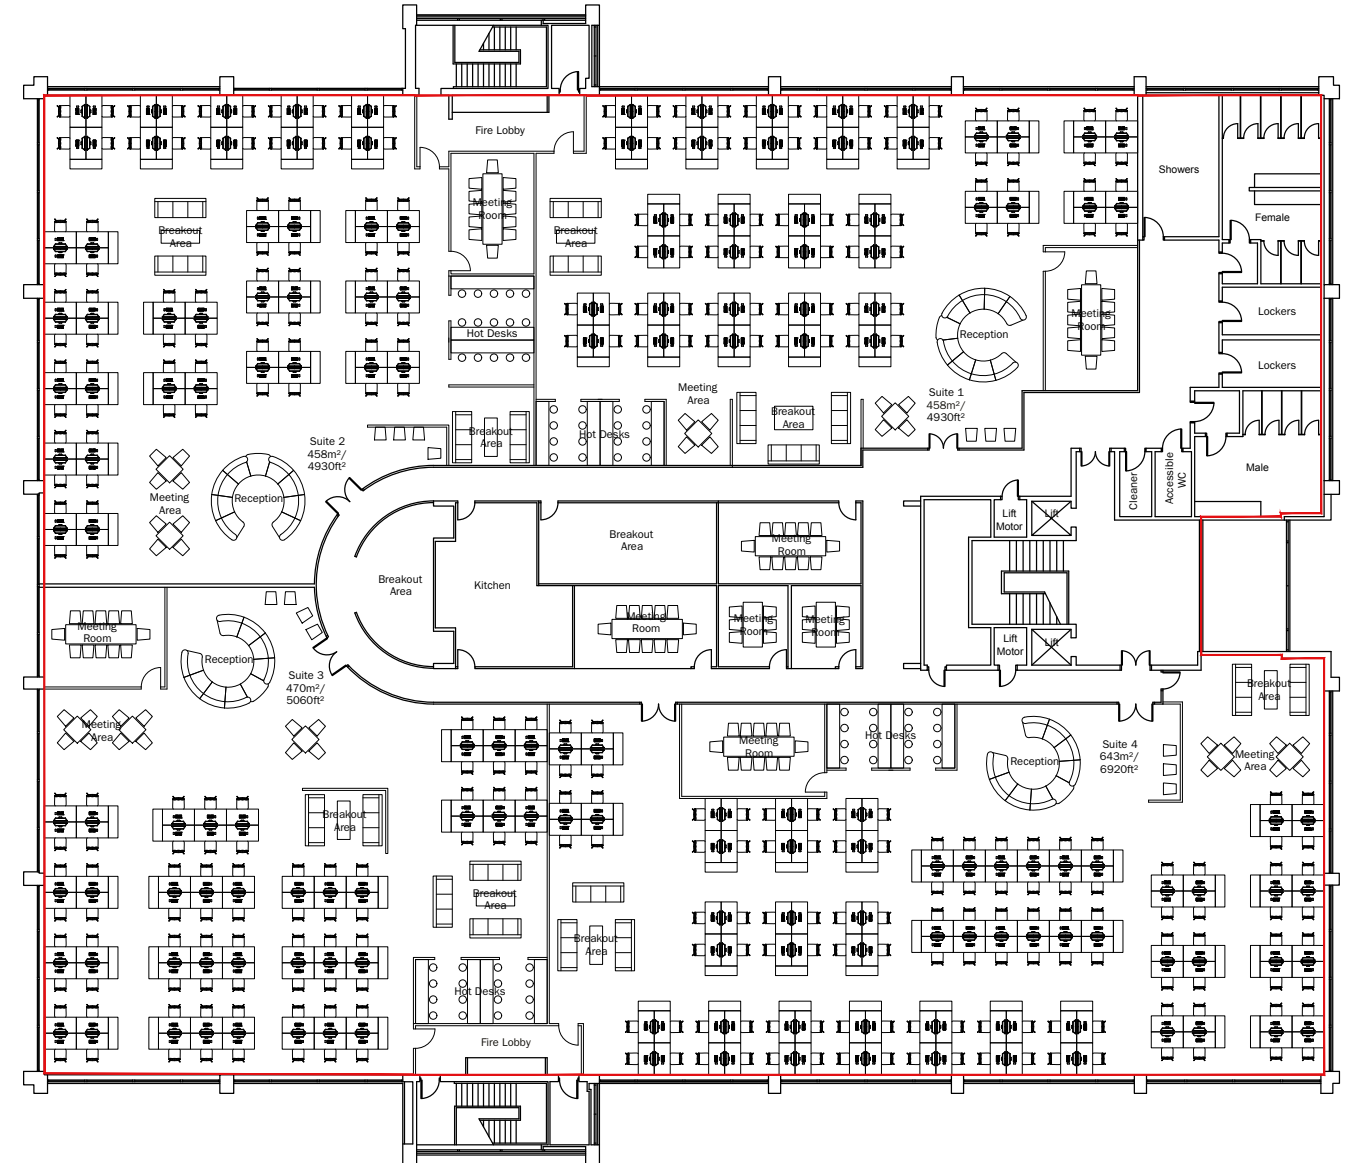 Fire Lobby
Showers
Meeting
Room
Female
Breakout
Area
Breakout
Area
Lockers
Meeting
Room
Hot Desks
Reception
Lockers
Meeting
Area
Suite 1
458m²/
4930ft²
Breakout
Area
Breakout
Area
Hot Desks
Suite 2
458m²/
4930ft²
Male
Accessible
WC
Cleaner
Reception
Meeting
Area
Lift
Motor
Lift
Breakout
Area
Meeting
Room
Breakout
Area
Kitchen
Meeting
Room
Meeting
Room
Meeting
Room
Meeting
Room
Lift
Motor
Lift
Reception
Suite 3
470m²/
5060ft²
Breakout
Area
Meeting
Area
Hot Desks
Meeting
Room
Suite 4
643m²/
6920ft²
Reception
Meeting
Area
Breakout
Area
Breakout
Area
Breakout
Area
Hot Desks
Fire Lobby